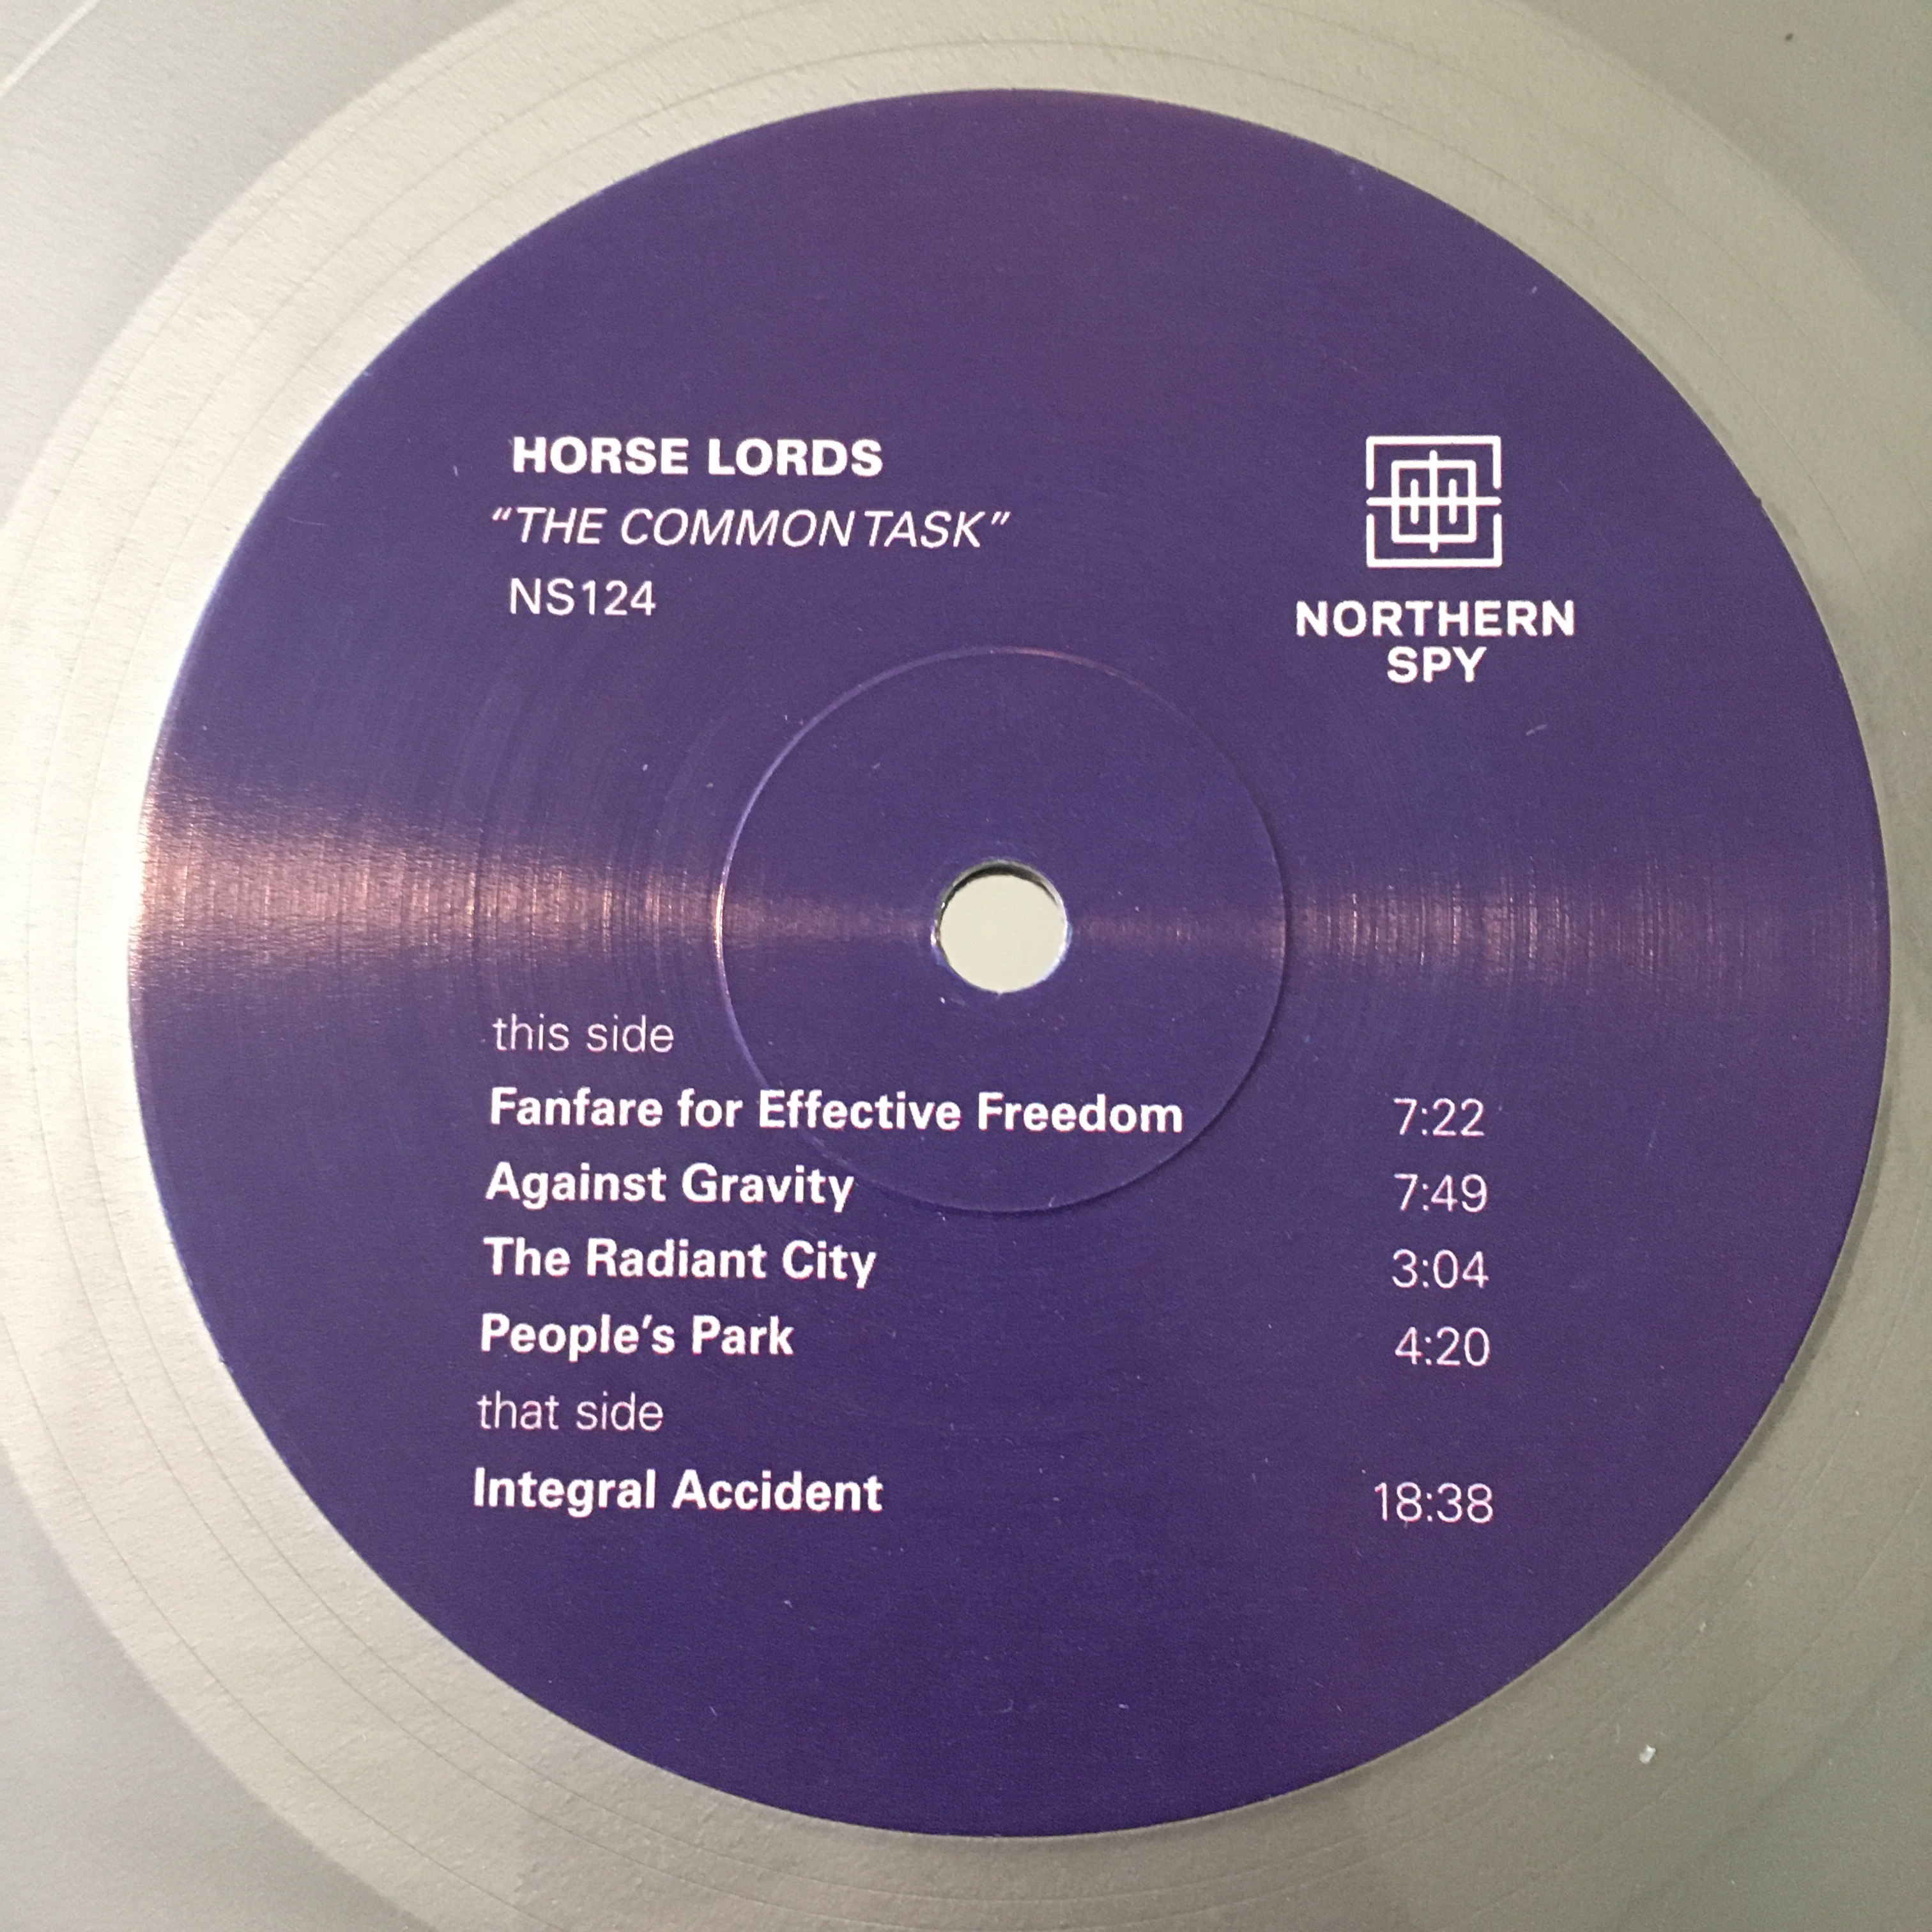 HORSE LORDS
“THE COMMON TASK”
NS124
NORTHERN
SPY
this side
Fanfare for Effective Freedom 7:22
Against Gravity 7:49
The Radiant City 3:04
People’s Park 4:20
that side
Integral Accident 18:38